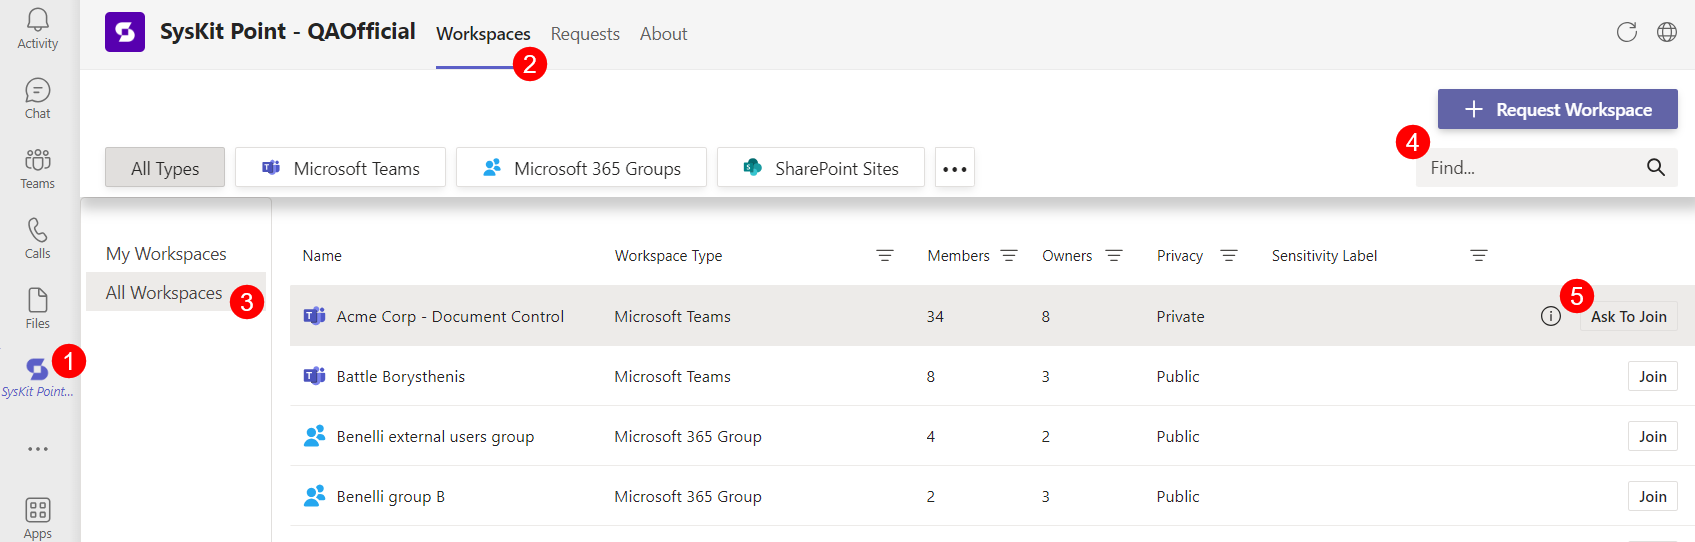 Activity
Chat
Teams
Calls
Files
1
SysKit Point...
Apps
SysKit Point - QAOfficial
Workspaces
Requests
About
2
Request Workspace
All Types
Microsoft Teams
Microsoft 365 Groups
SharePoint Sites
4
Find...
My Workspaces
All Workspaces
3
Name Workspace Type Members Owners Privacy Sensitivity Label
5
Acme Corp - Document Control Microsoft Teams 34 8 Private Ask To Join
Battle Borysthenis Microsoft Teams 8 3 Public Join
Benelli external users group Microsoft 365 Group 4 2 Public Join
Benelli group B Microsoft 365 Group 2 3 Public Join